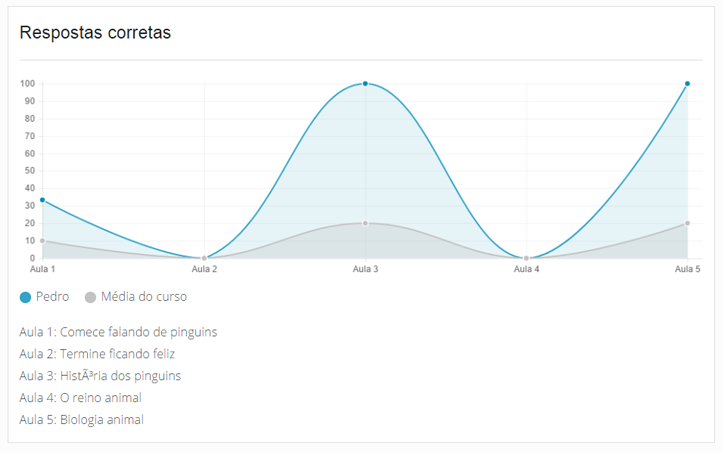 Respostas corretas
100
90
80
70
60
50
40
30
20
10
0
Aula 1 Aula 2 Aula 3 Aula 4 Aula 5
Pedro Média do curso
Aula 1: Comece falando de pinguins
Aula 2: Termine ficando feliz
Aula 3: HistÃ³ria dos pinguins
Aula 4: O reino animal
Aula 5: Biologia animal